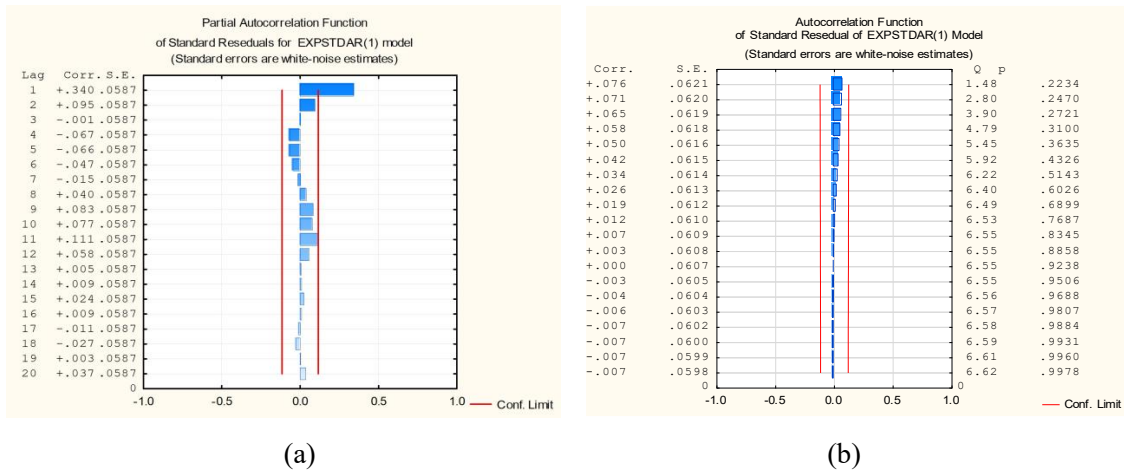 Partial Autocorrelation Function
of Standard Reseduals for EXPSTDAR(1) model
(Standard errors are white-noise estimates)
Lag Corr. S.E.
1 +.340 .0587
2 +.095 .0587
3 -.001 .0587
4 -.067 .0587
5 -.066 .0587
6 -.047 .0587
7 -.015 .0587
8 +.040 .0587
9 +.083 .0587
10 +.077 .0587
11 +.111 .0587
12 +.058 .0587
13 +.005 .0587
14 +.009 .0587
15 +.024 .0587
16 +.009 .0587
17 -.011 .0587
18 -.027 .0587
19 +.003 .0587
20 +.037 .0587
0
-1.0 -0.5 0.0 0.5 1.0
Conf. Limit
(a)
Autocorrelation Function
of Standard Resedual of EXPSTDAR(1) Model
(Standard errors are white-noise estimates)
Corr. S.E. Q p
+.076 .0621 1.48 .2234
+.071 .0620 2.80 .2470
+.065 .0619 3.90 .2721
+.058 .0618 4.79 .3100
+.050 .0616 5.45 .3635
+.042 .0615 5.92 .4326
+.034 .0614 6.22 .5143
+.026 .0613 6.40 .6026
+.019 .0612 6.49 .6899
+.012 .0610 6.53 .7687
+.007 .0609 6.55 .8345
+.003 .0608 6.55 .8858
+.000 .0607 6.55 .9238
-.003 .0605 6.55 .9506
-.004 .0604 6.56 .9688
-.006 .0603 6.57 .9807
-.007 .0602 6.58 .9884
-.007 .0600 6.59 .9931
-.007 .0599 6.61 .9960
-.007 .0598 6.62 .9978
0 0
-1.0 -0.5 0.0 0.5 1.0
Conf. Limit
(b)